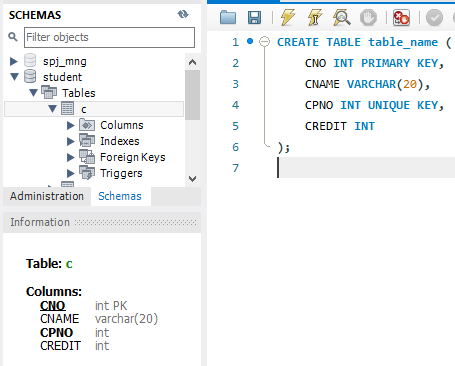 SCHEMAS
Filter objects
spj_mng
student
Tables
c
Columns
Indexes
Foreign Keys
Triggers
Administration Schemas
Information
Table: c
Columns:
CNO int PK
CNAME varchar(20)
CPNO int
CREDIT int
1 CREATE TABLE table_name (
2 CNO INT PRIMARY KEY,
3 CNAME VARCHAR(20),
4 CPNO INT UNIQUE KEY,
5 CREDIT INT
6 );
7